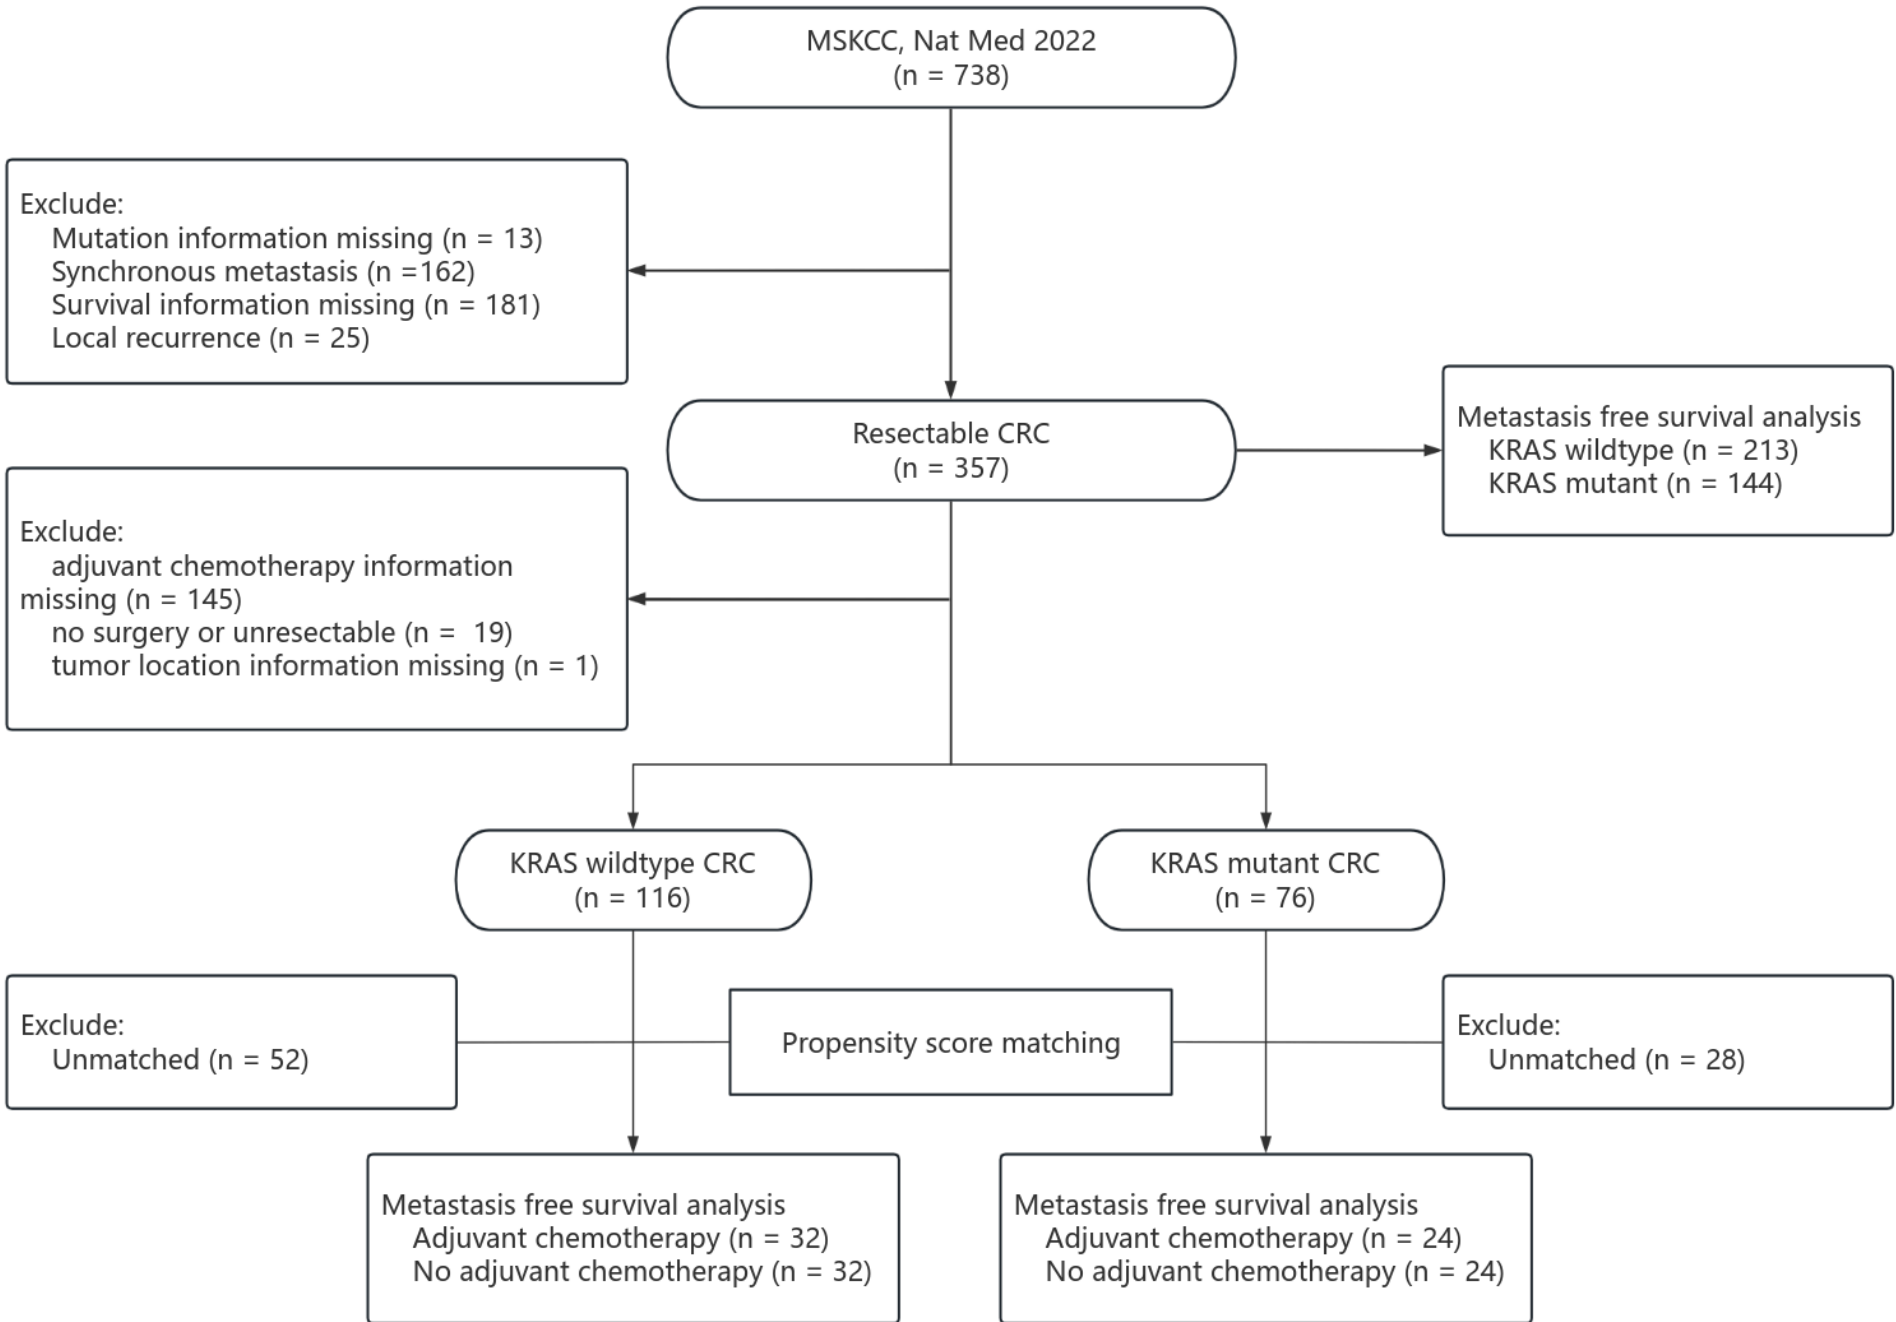 MSKCC, Nat Med 2022
(n = 738)
Exclude:
Mutation information missing (n = 13)
Synchronous metastasis (n =162)
Survival information missing (n = 181)
Local recurrence (n = 25)
Resectable CRC
(n = 357)
Metastasis free survival analysis
KRAS wildtype (n = 213)
KRAS mutant (n = 144)
Exclude:
adjuvant chemotherapy information
missing (n = 145)
no surgery or unresectable (n =  19)
tumor location information missing (n = 1)
KRAS wildtype CRC
(n = 116)
KRAS mutant CRC
(n = 76)
Exclude:
Unmatched (n = 52)
Propensity score matching
Exclude:
Unmatched (n = 28)
Metastasis free survival analysis
Adjuvant chemotherapy (n = 32)
No adjuvant chemotherapy (n = 32)
Metastasis free survival analysis
Adjuvant chemotherapy (n = 24)
No adjuvant chemotherapy (n = 24)